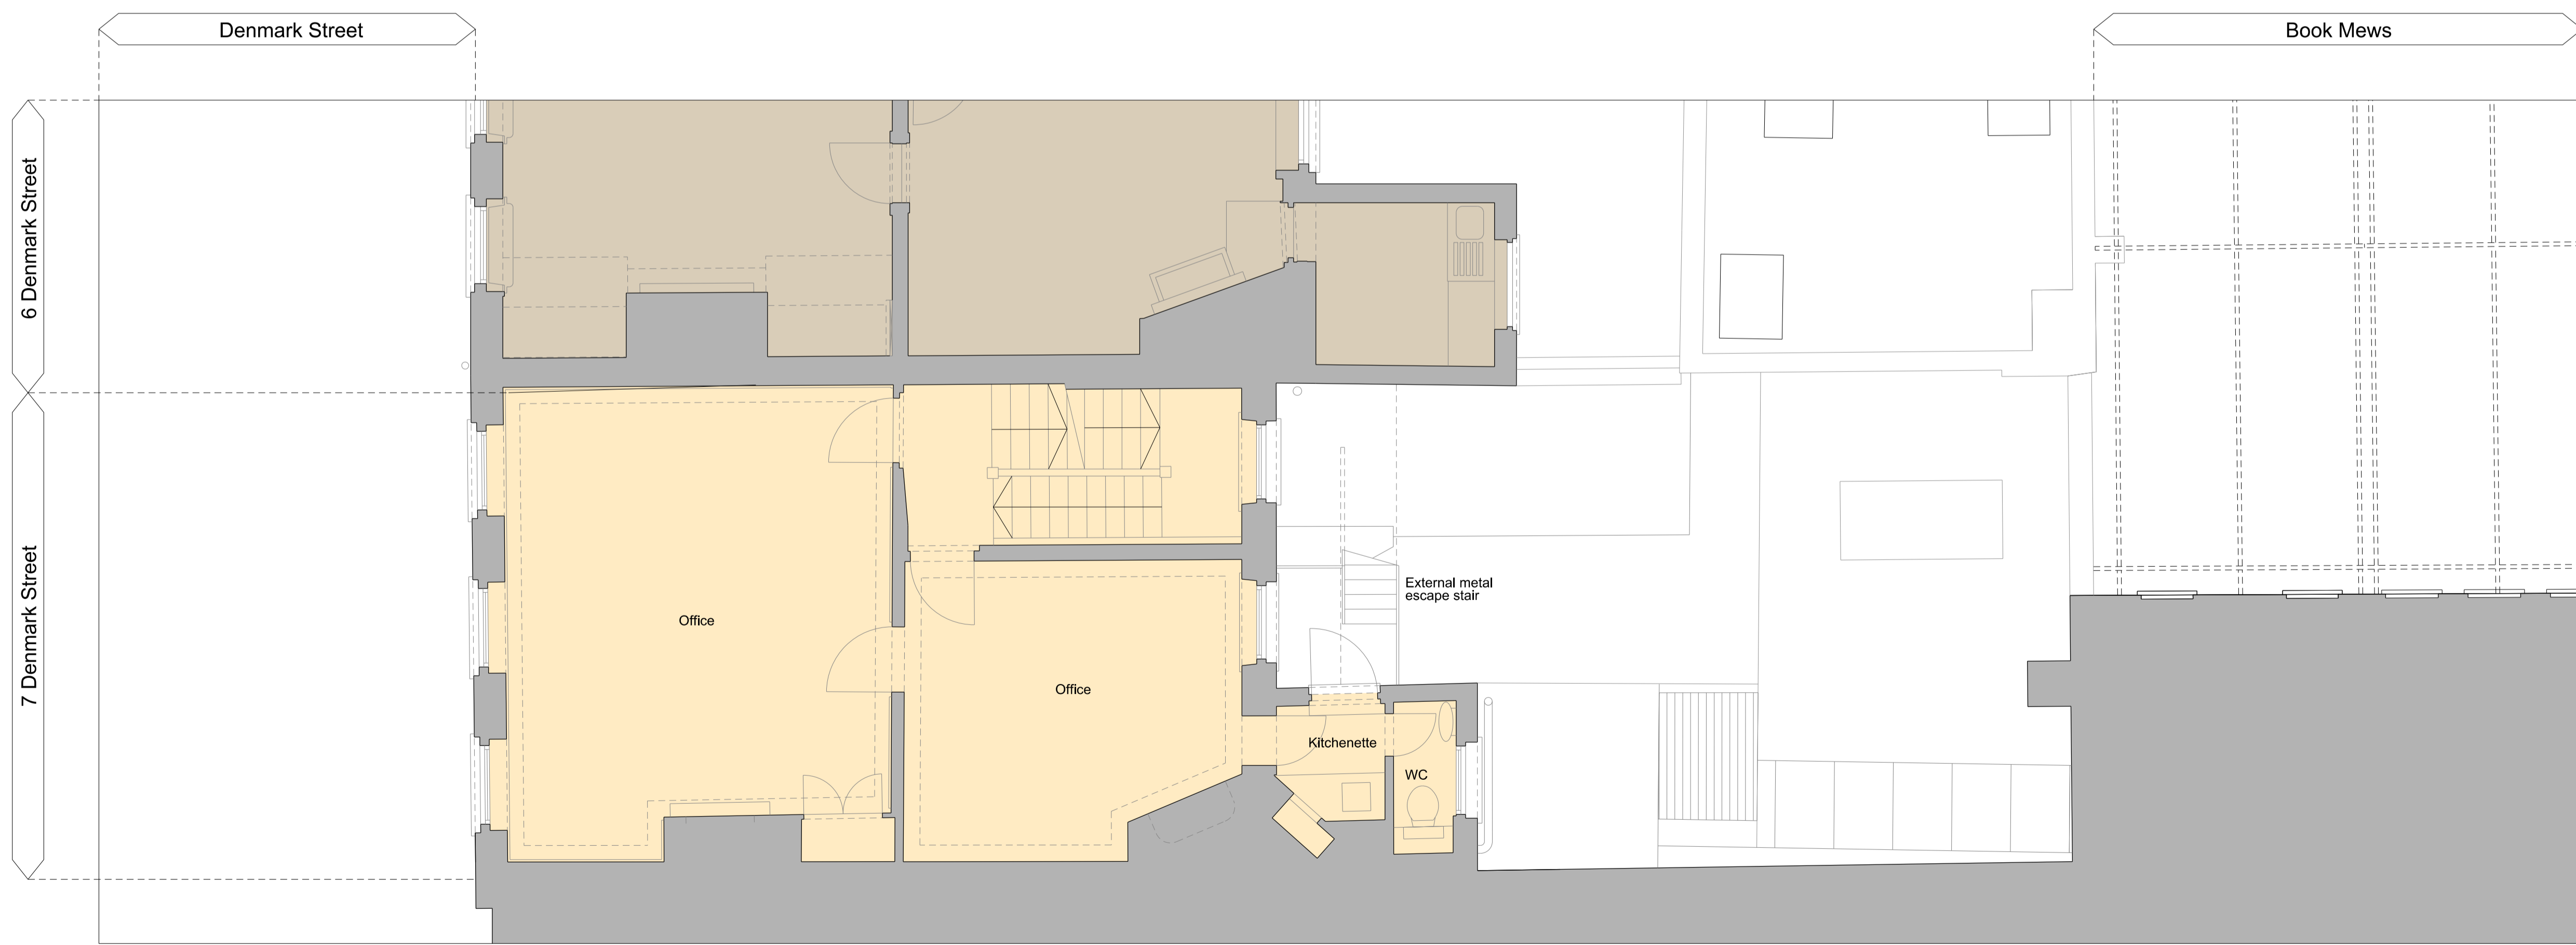 Denmark Street
Book Mews
6 Denmark Street
7 Denmark Street
External metal
escape stair
Office
Office
Kitchenette
WC